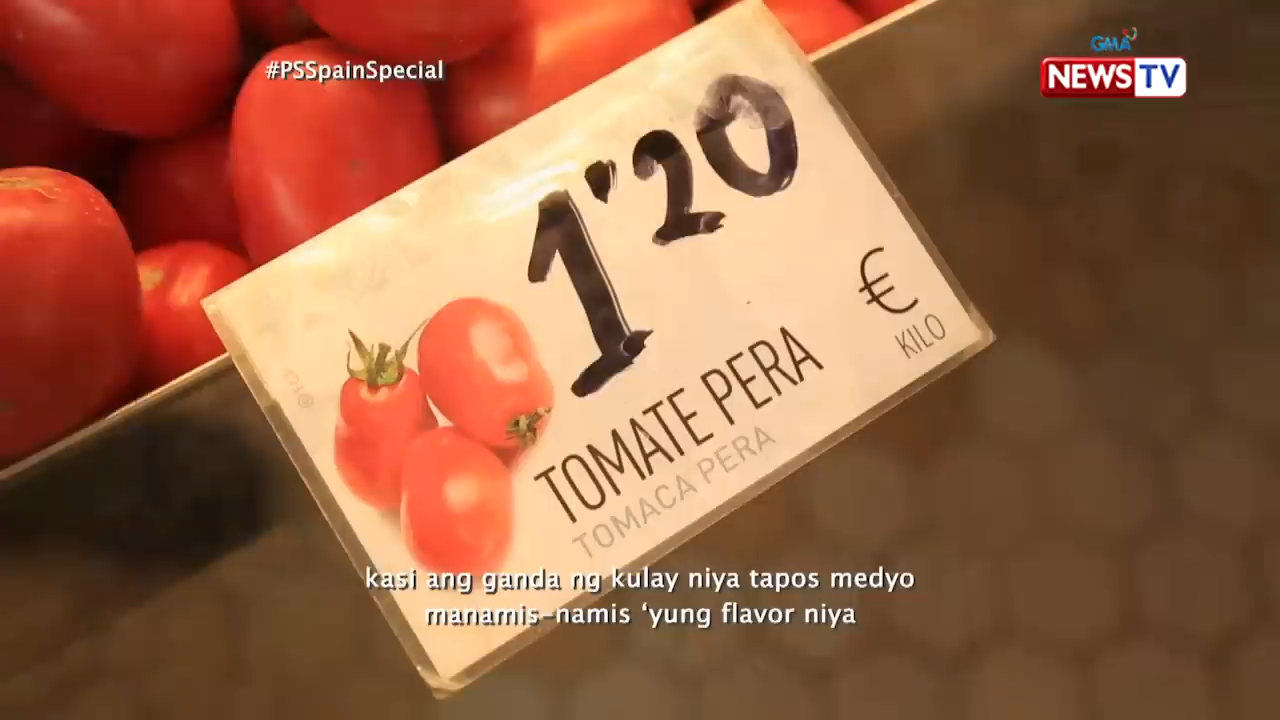 #PSSpainSpecial
GMA
NEWS TV
1'20
€
KILO
TOMATE PERA
TOMACA PERA
kasi ang ganda ng kulay niya tapos medyo
manamis-namis ‘yung flavor niya